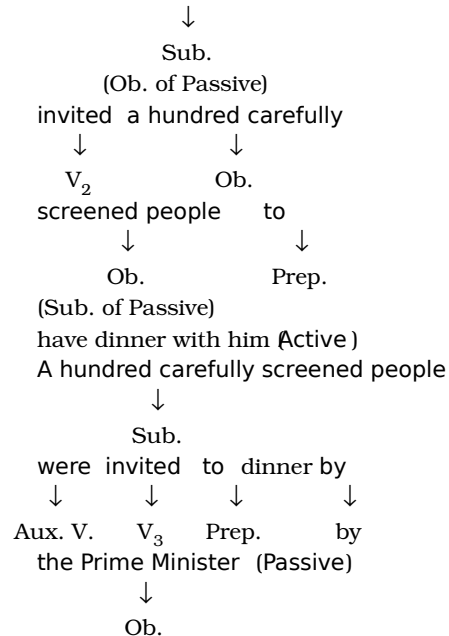 ↓
Sub.
(Ob. of Passive)
invited a hundred carefully
↓ ↓
V₂ Ob.
screened people to
↓ ↓
Ob. Prep.
(Sub. of Passive)
have dinner with him (Active)
A hundred carefully screened people
↓
Sub.
were invited to dinner by
↓ ↓ ↓ ↓
Aux. V. V₃ Prep. by
the Prime Minister (Passive)
↓
Ob.